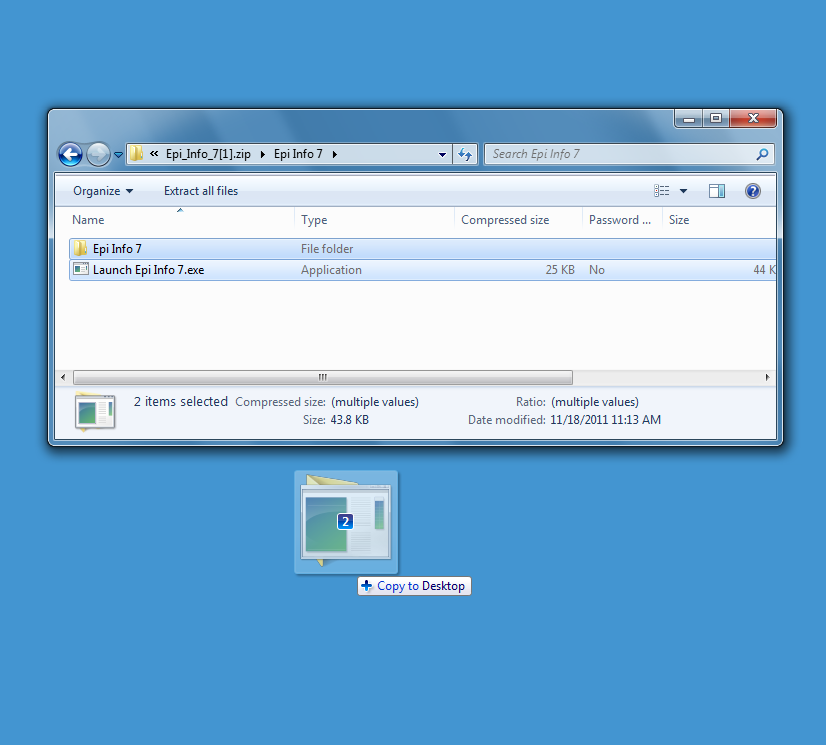 « Epi_Info_7[1].zip ▸ Epi Info 7 ▸ Search Epi Info 7
Organize ▾ Extract all files
Name Type Compressed size Password ... Size
Epi Info 7 File folder
Launch Epi Info 7.exe Application 25 KB No 44 K
2 items selected Compressed size: (multiple values) Ratio: (multiple values)
Size: 43.8 KB Date modified: 11/18/2011 11:13 AM
2
Copy to Desktop